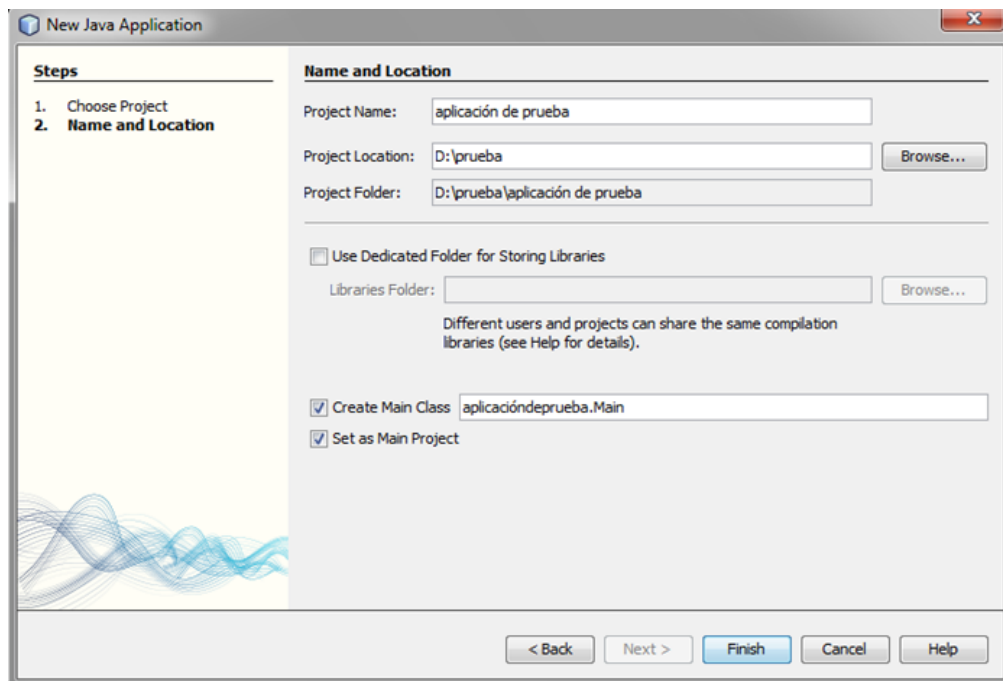 New Java Application
Steps
1. Choose Project
2. Name and Location
Name and Location
Project Name: aplicación de prueba
Project Location: D:\prueba Browse...
Project Folder: D:\prueba\aplicación de prueba
Use Dedicated Folder for Storing Libraries
Libraries Folder: Browse...
Different users and projects can share the same compilation
libraries (see Help for details).
Create Main Class aplicacióndeprueba.Main
Set as Main Project
< Back Next > Finish Cancel Help